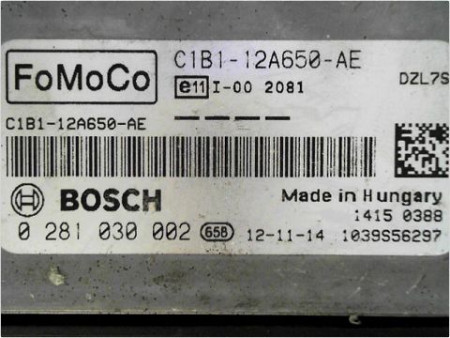 FoMoCo
C1B1-12A650-AE
e11 I-00 2081
DZL7S
C1B1-12A650-AE
BOSCH
Made in Hungary
1415 0388
0 281 030 002 658 12-11-14 1039S56297